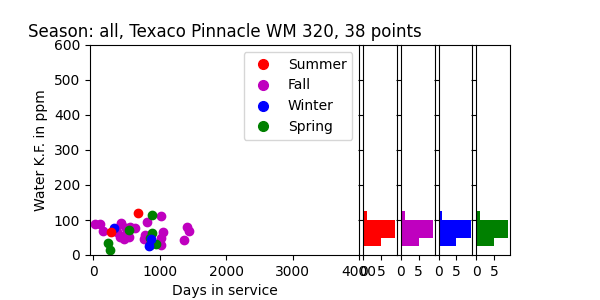 Season: all, Texaco Pinnacle WM 320, 38 points
Water K.F. in ppm
600
500
400
300
200
100
0
Summer
Fall
Winter
Spring
0 1000 2000 3000 4000 0 5 0 5 0 5 0 5
Days in service